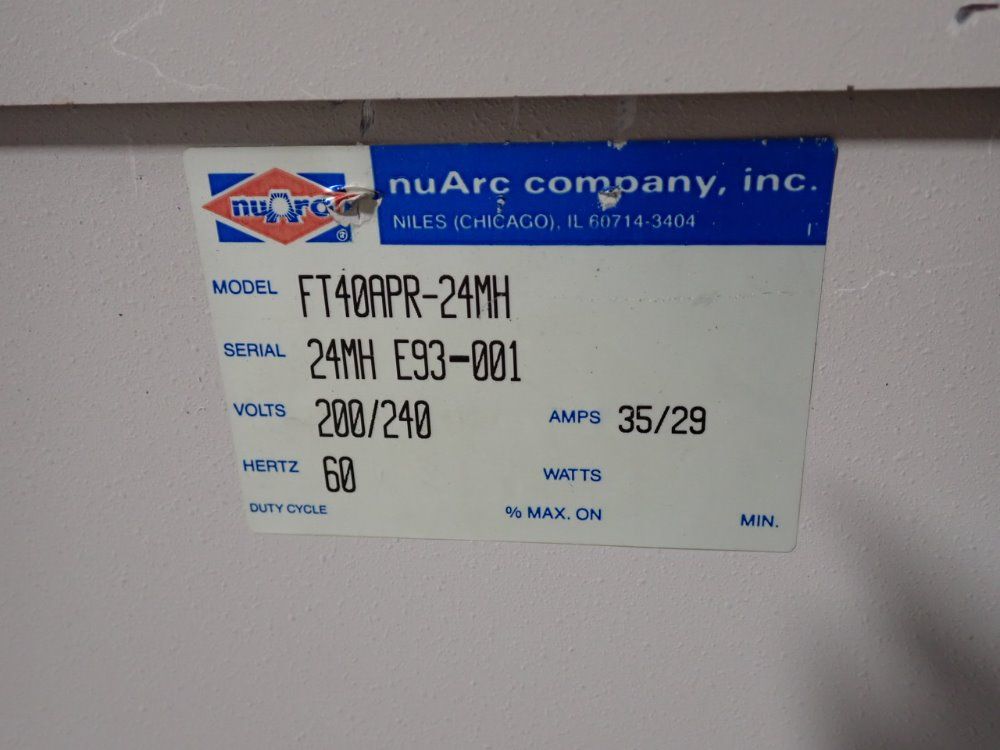 nuArc
®
nuArc company, inc.
NILES (CHICAGO), IL 60714-3404
MODEL FT40APR-24MH
SERIAL 24MH E93-001
VOLTS 200/240 AMPS 35/29
HERTZ 60 WATTS
DUTY CYCLE % MAX. ON MIN.